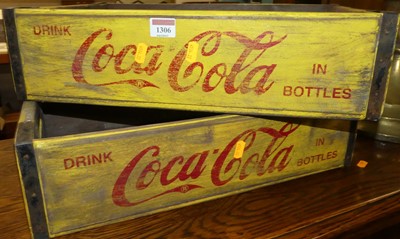 1306
DRINK
Coca-Cola
IN
BOTTLES
DRINK
Coca-Cola
IN
BOTTLES